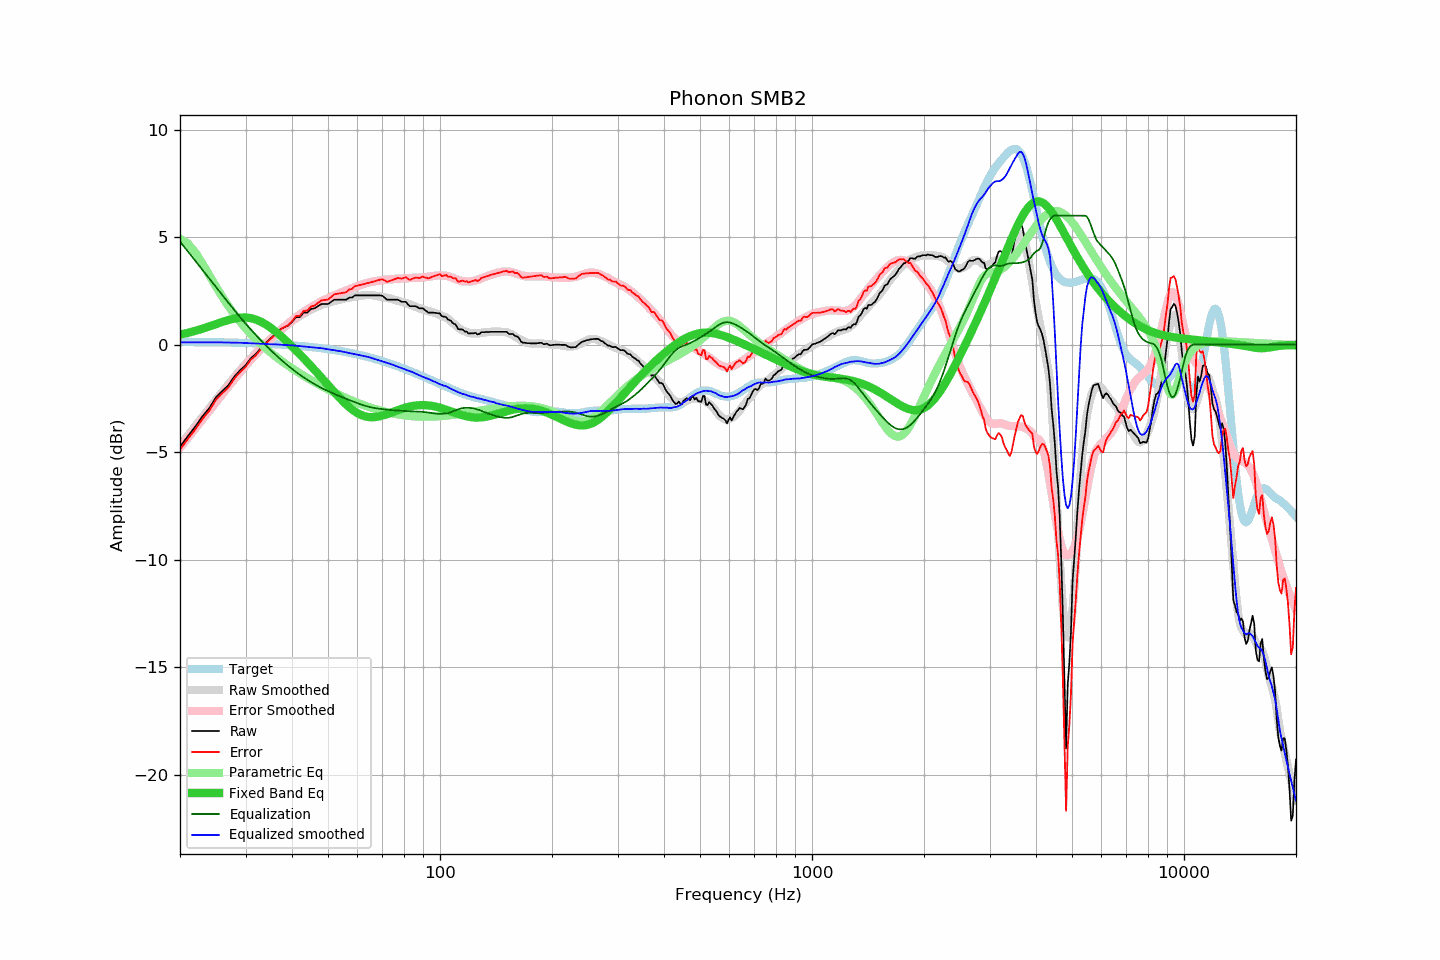 Phonon SMB2
10
5
0
−5
−10
−15
−20
Amplitude (dBr)
Target
Raw Smoothed
Error Smoothed
Raw
Error
Parametric Eq
Fixed Band Eq
Equalization
Equalized smoothed
100
1000
10000
Frequency (Hz)